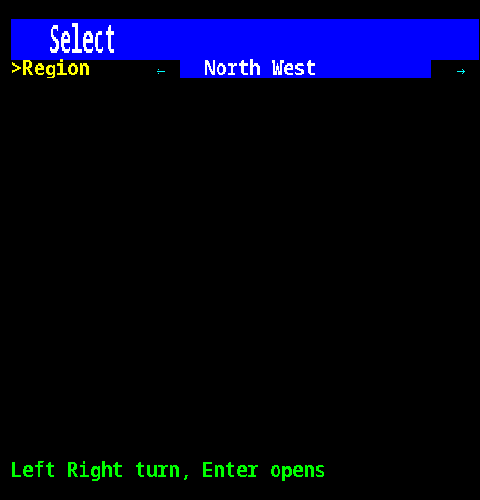 Select
>Region ← North West →
Left Right turn, Enter opens